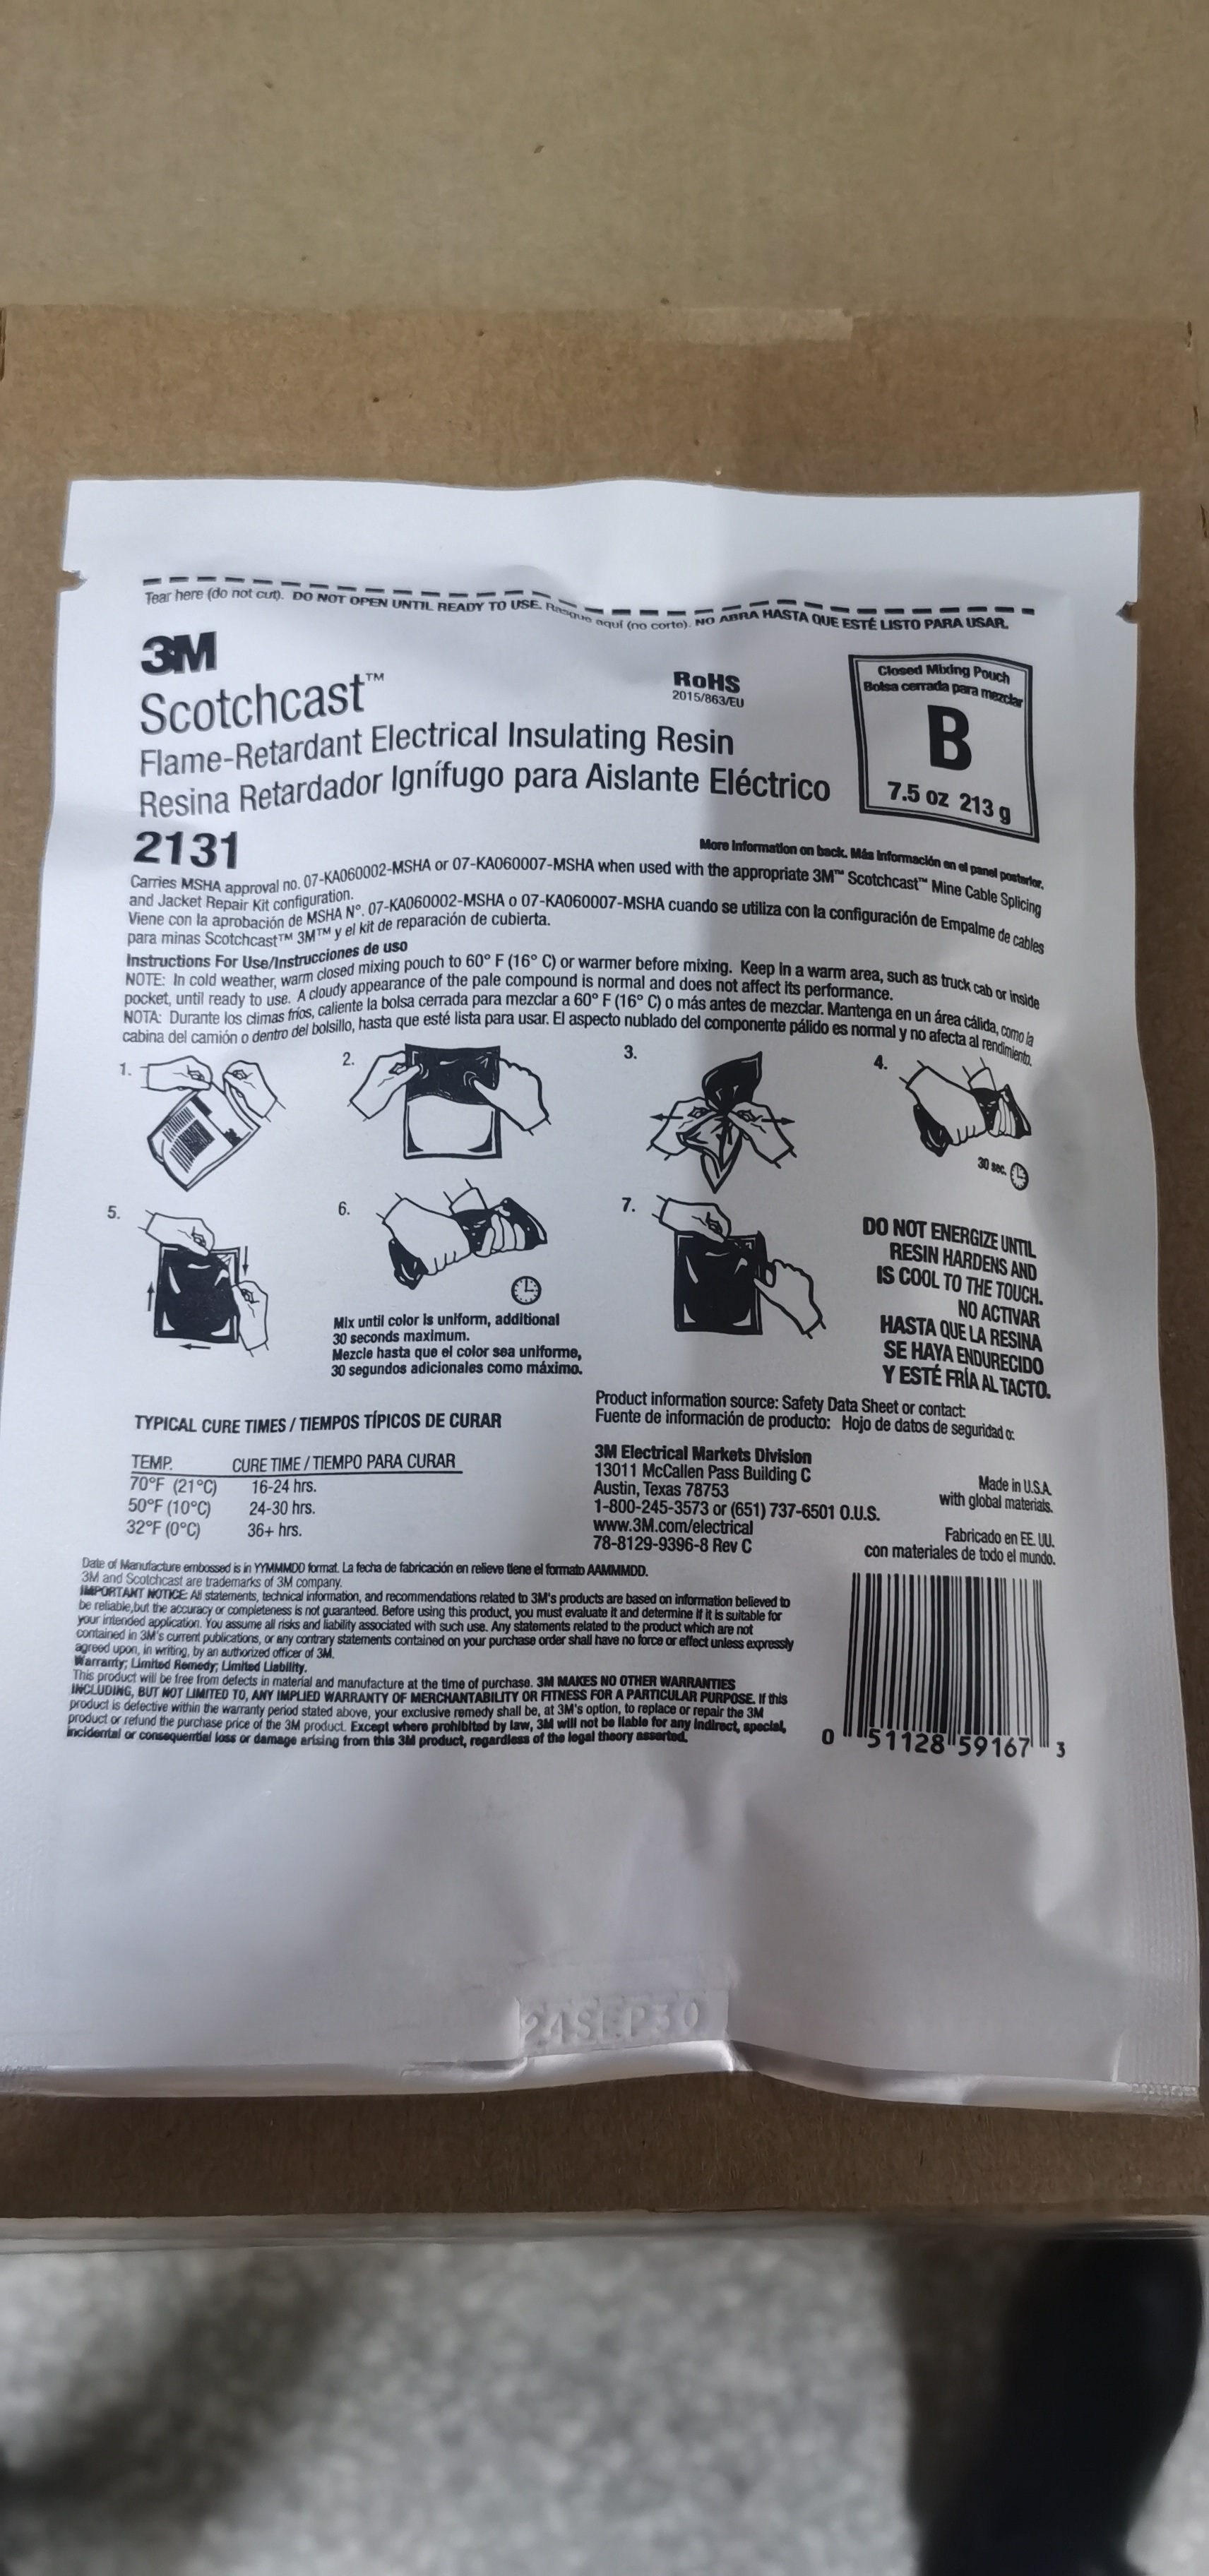 Tear here (do not cut). DO NOT OPEN UNTIL READY TO USE. Rasgue aquí (no corto). NO ABRA HASTA QUE ESTÉ LISTO PARA USAR.
3M
Scotchcast™
RoHS
2015/863/EU
Closed Mixing Pouch
Bolsa cerrada para mezclar
B
7.5 oz 213 g
Flame-Retardant Electrical Insulating Resin
Resina Retardador Ignífugo para Aislante Eléctrico
2131
More Information on back. Más Información en el panel posterior.
Carries MSHA approval no. 07-KA060002-MSHA or 07-KA060007-MSHA when used with the appropriate 3M™ Scotchcast™ Mine Cable Splicing
and Jacket Repair Kit configuration.
Viene con la aprobación de MSHA N°. 07-KA060002-MSHA o 07-KA060007-MSHA cuando se utiliza con la configuración de Empalme de cables
para minas Scotchcast™ 3M™ y el kit de reparación de cubierta.
Instructions For Use/Instrucciones de uso
NOTE: In cold weather, warm closed mixing pouch to 60° F (16° C) or warmer before mixing. Keep in a warm area, such as truck cab or inside
pocket, until ready to use. A cloudy appearance of the pale compound is normal and does not affect its performance.
NOTA: Durante los climas fríos, caliente la bolsa cerrada para mezclar a 60° F (16° C) o más antes de mezclar. Mantenga en un área cálida, como la
cabina del camión o dentro del bolsillo, hasta que esté lista para usar. El aspecto nublado del componente pálido es normal y no afecta al rendimiento.
1.
2.
3.
4.
30 sec.
5.
6.
7.
Mix until color is uniform, additional
30 seconds maximum.
Mezcle hasta que el color sea uniforme,
30 segundos adicionales como máximo.
DO NOT ENERGIZE UNTIL
RESIN HARDENS AND
IS COOL TO THE TOUCH.
NO ACTIVAR
HASTA QUE LA RESINA
SE HAYA ENDURECIDO
Y ESTÉ FRÍA AL TACTO.
TYPICAL CURE TIMES / TIEMPOS TÍPICOS DE CURAR
TEMP. CURE TIME / TIEMPO PARA CURAR
70°F (21°C) 16-24 hrs.
50°F (10°C) 24-30 hrs.
32°F (0°C) 36+ hrs.
Product information source: Safety Data Sheet or contact:
Fuente de información de producto: Hojo de datos de seguridad o:
3M Electrical Markets Division
13011 McCallen Pass Building C
Austin, Texas 78753
1-800-245-3573 or (651) 737-6501 O.U.S.
www.3M.com/electrical
78-8129-9396-8 Rev C
Made in U.S.A.
with global materials.
Fabricado en EE. UU.
con materiales de todo el mundo.
Date of Manufacture embossed is in YYMMMDD format. La fecha de fabricación en relieve tiene el formato AAMMMDD.
3M and Scotchcast are trademarks of 3M company.
IMPORTANT NOTICE: All statements, technical information, and recommendations related to 3M's products are based on information believed to
be reliable,but the accuracy or completeness is not guaranteed. Before using this product, you must evaluate it and determine if it is suitable for
your intended application. You assume all risks and liability associated with such use. Any statements related to the product which are not
contained in 3M's current publications, or any contrary statements contained on your purchase order shall have no force or effect unless expressly
agreed upon, in writing, by an authorized officer of 3M.
Warranty; Limited Remedy; Limited Liability.
This product will be free from defects in material and manufacture at the time of purchase. 3M MAKES NO OTHER WARRANTIES
INCLUDING, BUT NOT LIMITED TO, ANY IMPLIED WARRANTY OF MERCHANTABILITY OR FITNESS FOR A PARTICULAR PURPOSE. If this
product is defective within the warranty period stated above, your exclusive remedy shall be, at 3M's option, to replace or repair the 3M
product or refund the purchase price of the 3M product. Except where prohibited by law, 3M will not be liable for any indirect, special,
incidental or consequential loss or damage arising from this 3M product, regardless of the legal theory asserted.
0 51128 59167 3
24SEP30